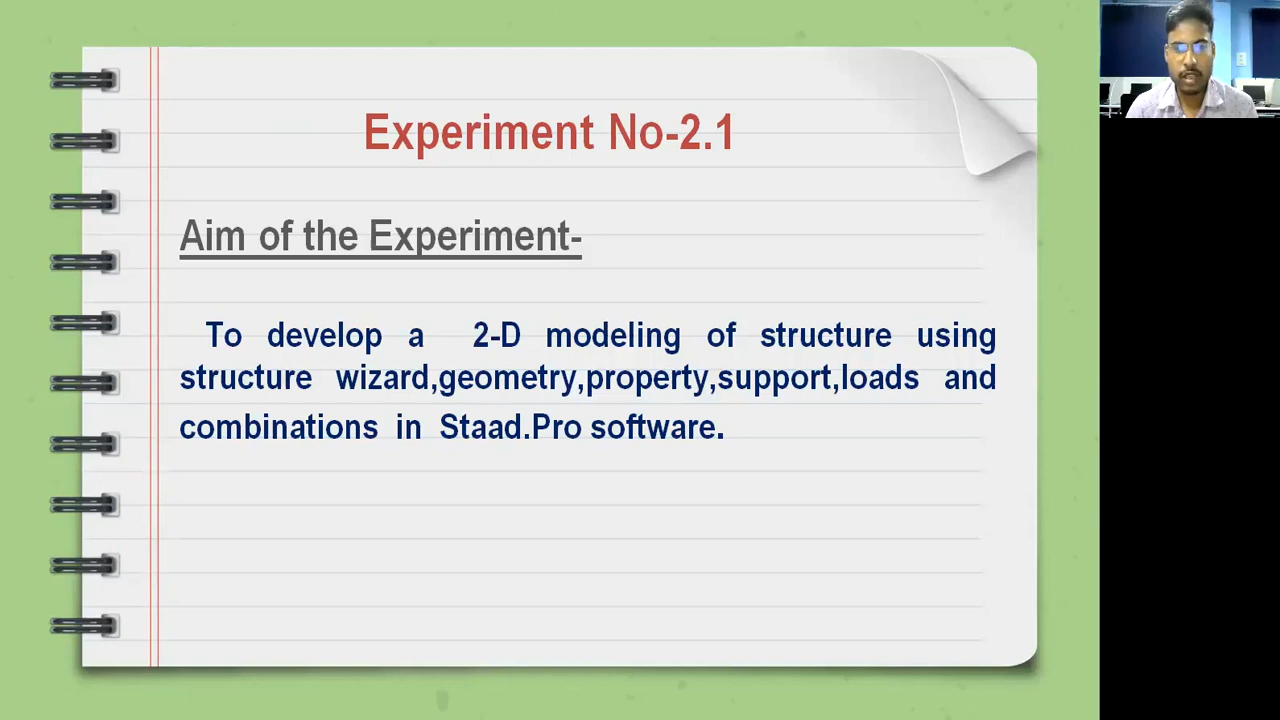 Experiment No-2.1
Aim of the Experiment-
To develop a 2-D modeling of structure using
structure wizard,geometry,property,support,loads and
combinations in Staad.Pro software.